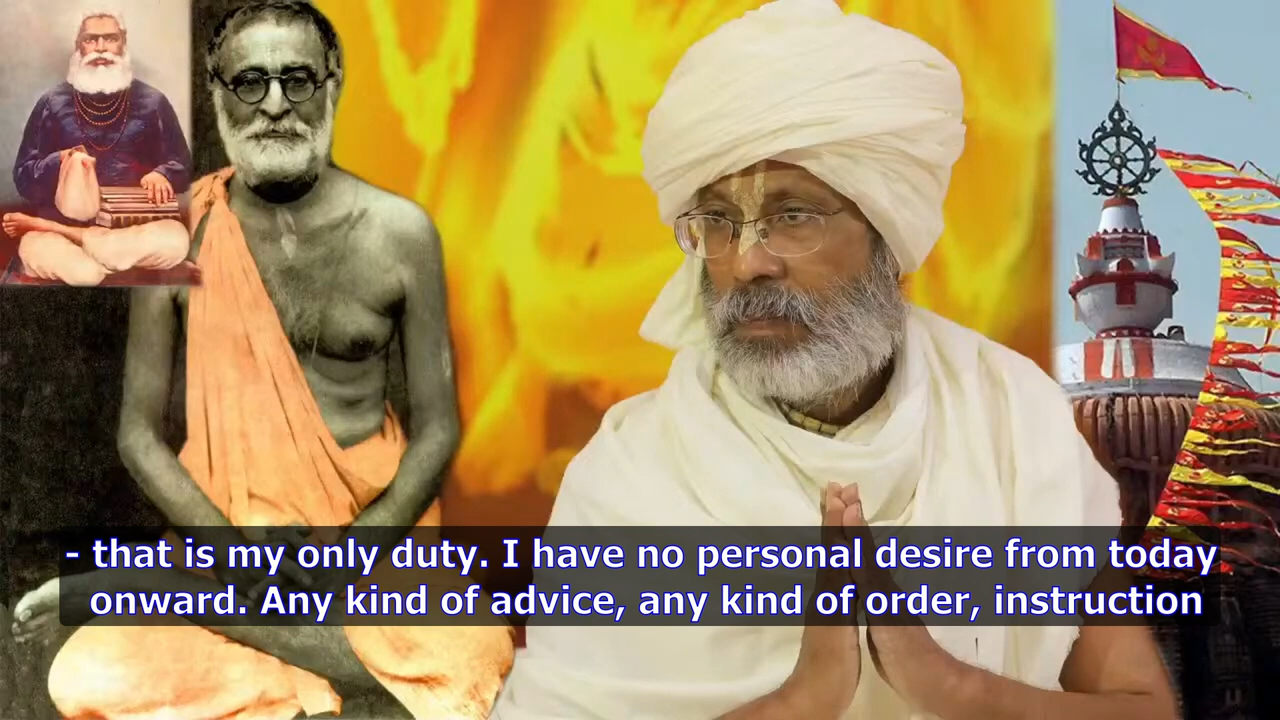 - that is my only duty. I have no personal desire from today
onward. Any kind of advice, any kind of order, instruction